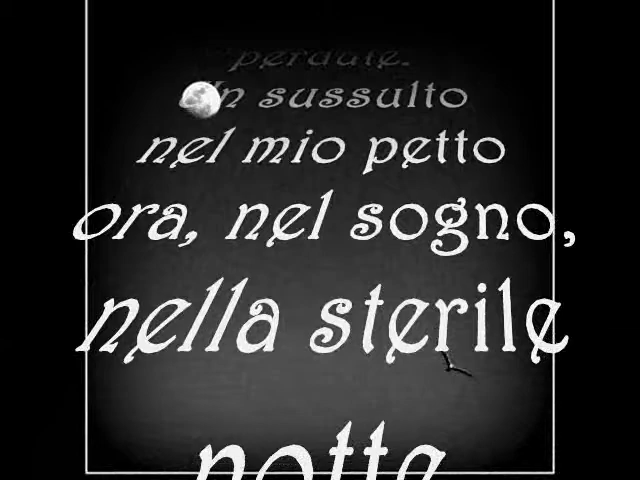 perdute.
Un sussulto
nel mio petto
ora, nel sogno,
nella sterile
notte